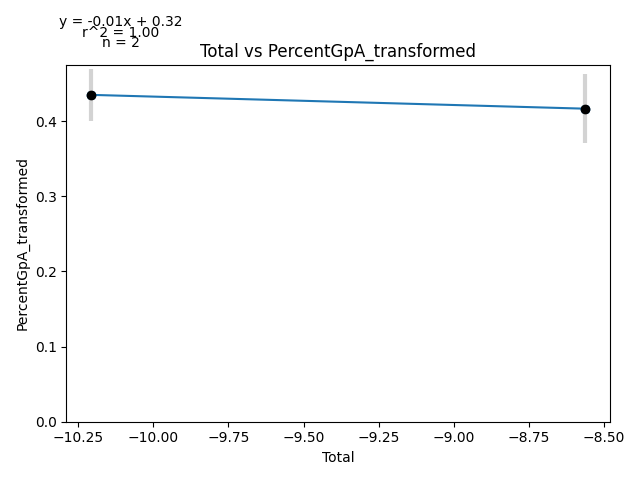 y = -0.01x + 0.32
r^2 = 1.00
n = 2
Total vs PercentGpA_transformed
PercentGpA_transformed
0.4
0.3
0.2
0.1
0.0
−10.25 −10.00 −9.75 −9.50 −9.25 −9.00 −8.75 −8.50
Total